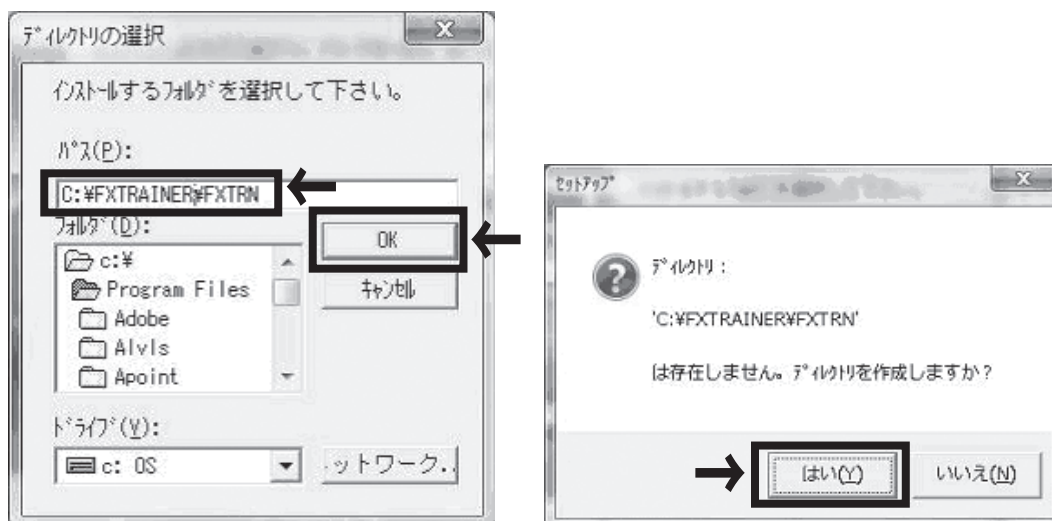 ﾃﾞｨﾚｸﾄﾘの選択
ｲﾝｽﾄｰﾙするﾌｫﾙﾀﾞを選択して下さい。
ﾊﾟｽ(P):
C:¥FXTRAINER¥FXTRN
ﾌｫﾙﾀﾞ(D):
c:¥
Program Files
Adobe
Alvls
Apoint
OK
ｷｬﾝｾﾙ
ﾄﾞﾗｲﾌﾞ(V):
c: OS
ットワーク..
ｾｯﾄｱｯﾌﾟ
ﾃﾞｨﾚｸﾄﾘ:
'C:¥FXTRAINER¥FXTRN'
は存在しません。ﾃﾞｨﾚｸﾄﾘを作成しますか?
はい(Y)
いいえ(N)